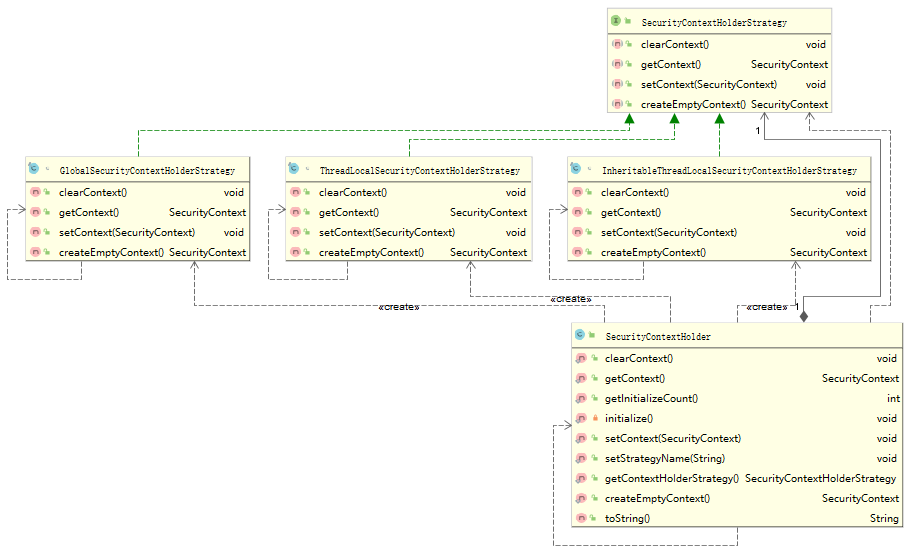 SecurityContextHolderStrategy
clearContext() void
getContext() SecurityContext
setContext(SecurityContext) void
createEmptyContext() SecurityContext
1
GlobalSecurityContextHolderStrategy
clearContext() void
getContext() SecurityContext
setContext(SecurityContext) void
createEmptyContext() SecurityContext
ThreadLocalSecurityContextHolderStrategy
clearContext() void
getContext() SecurityContext
setContext(SecurityContext) void
createEmptyContext() SecurityContext
InheritableThreadLocalSecurityContextHolderStrategy
clearContext() void
getContext() SecurityContext
setContext(SecurityContext) void
createEmptyContext() SecurityContext
«create»
«create»
«create»
1
SecurityContextHolder
clearContext() void
getContext() SecurityContext
getInitializeCount() int
initialize() void
setContext(SecurityContext) void
setStrategyName(String) void
getContextHolderStrategy() SecurityContextHolderStrategy
createEmptyContext() SecurityContext
toString() String